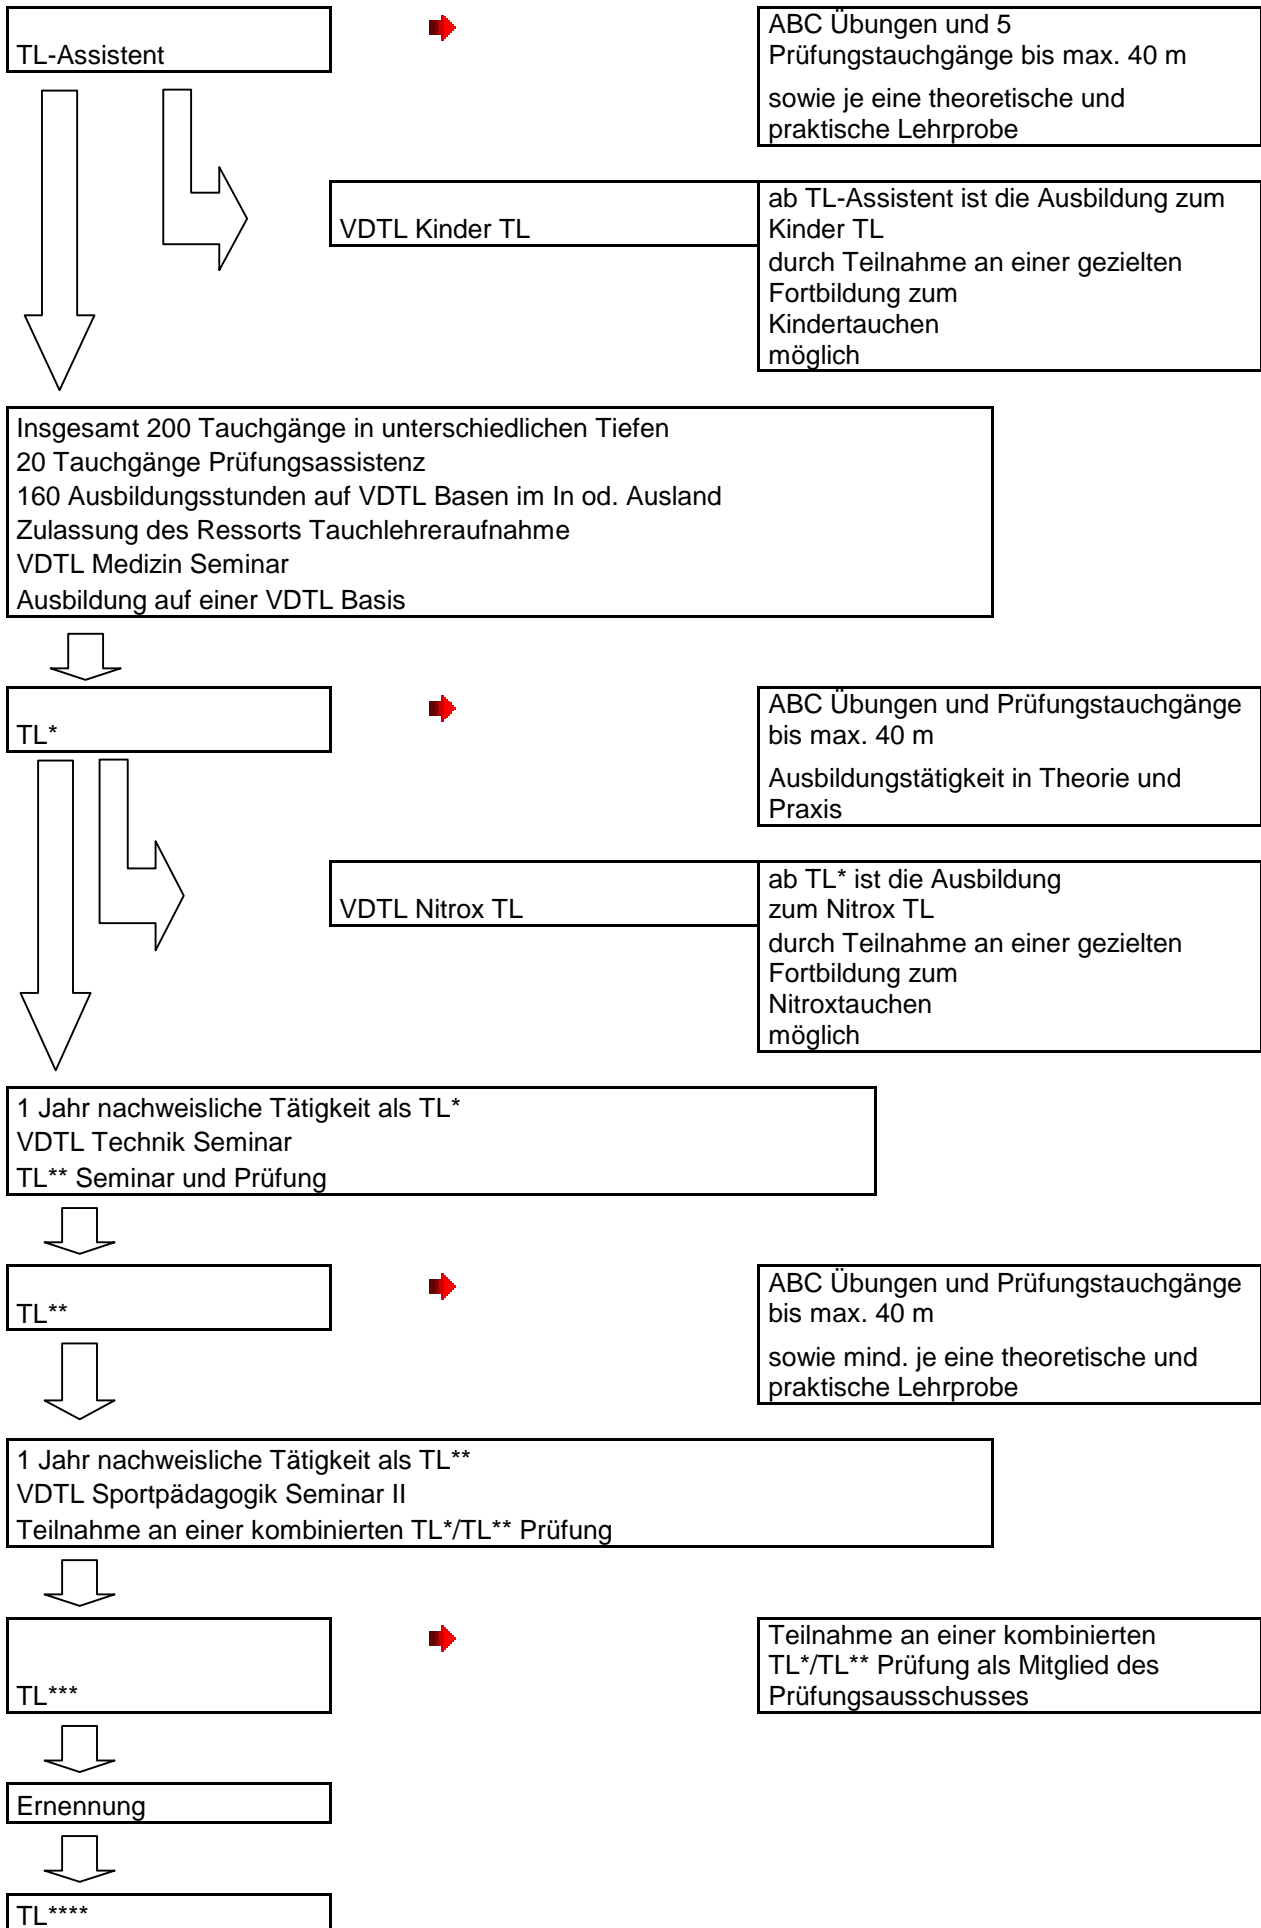 TL-Assistent
ABC Übungen und 5
Prüfungstauchgänge bis max. 40 m
sowie je eine theoretische und
praktische Lehrprobe
VDTL Kinder TL
ab TL-Assistent ist die Ausbildung zum
Kinder TL
durch Teilnahme an einer gezielten
Fortbildung zum
Kindertauchen
möglich
Insgesamt 200 Tauchgänge in unterschiedlichen Tiefen
20 Tauchgänge Prüfungsassistenz
160 Ausbildungsstunden auf VDTL Basen im In od. Ausland
Zulassung des Ressorts Tauchlehreraufnahme
VDTL Medizin Seminar
Ausbildung auf einer VDTL Basis
TL*
ABC Übungen und Prüfungstauchgänge
bis max. 40 m
Ausbildungstätigkeit in Theorie und
Praxis
VDTL Nitrox TL
ab TL* ist die Ausbildung
zum Nitrox TL
durch Teilnahme an einer gezielten
Fortbildung zum
Nitroxtauchen
möglich
1 Jahr nachweisliche Tätigkeit als TL*
VDTL Technik Seminar
TL** Seminar und Prüfung
TL**
ABC Übungen und Prüfungstauchgänge
bis max. 40 m
sowie mind. je eine theoretische und
praktische Lehrprobe
1 Jahr nachweisliche Tätigkeit als TL**
VDTL Sportpädagogik Seminar II
Teilnahme an einer kombinierten TL*/TL** Prüfung
TL***
Teilnahme an einer kombinierten
TL*/TL** Prüfung als Mitglied des
Prüfungsausschusses
Ernennung
TL****